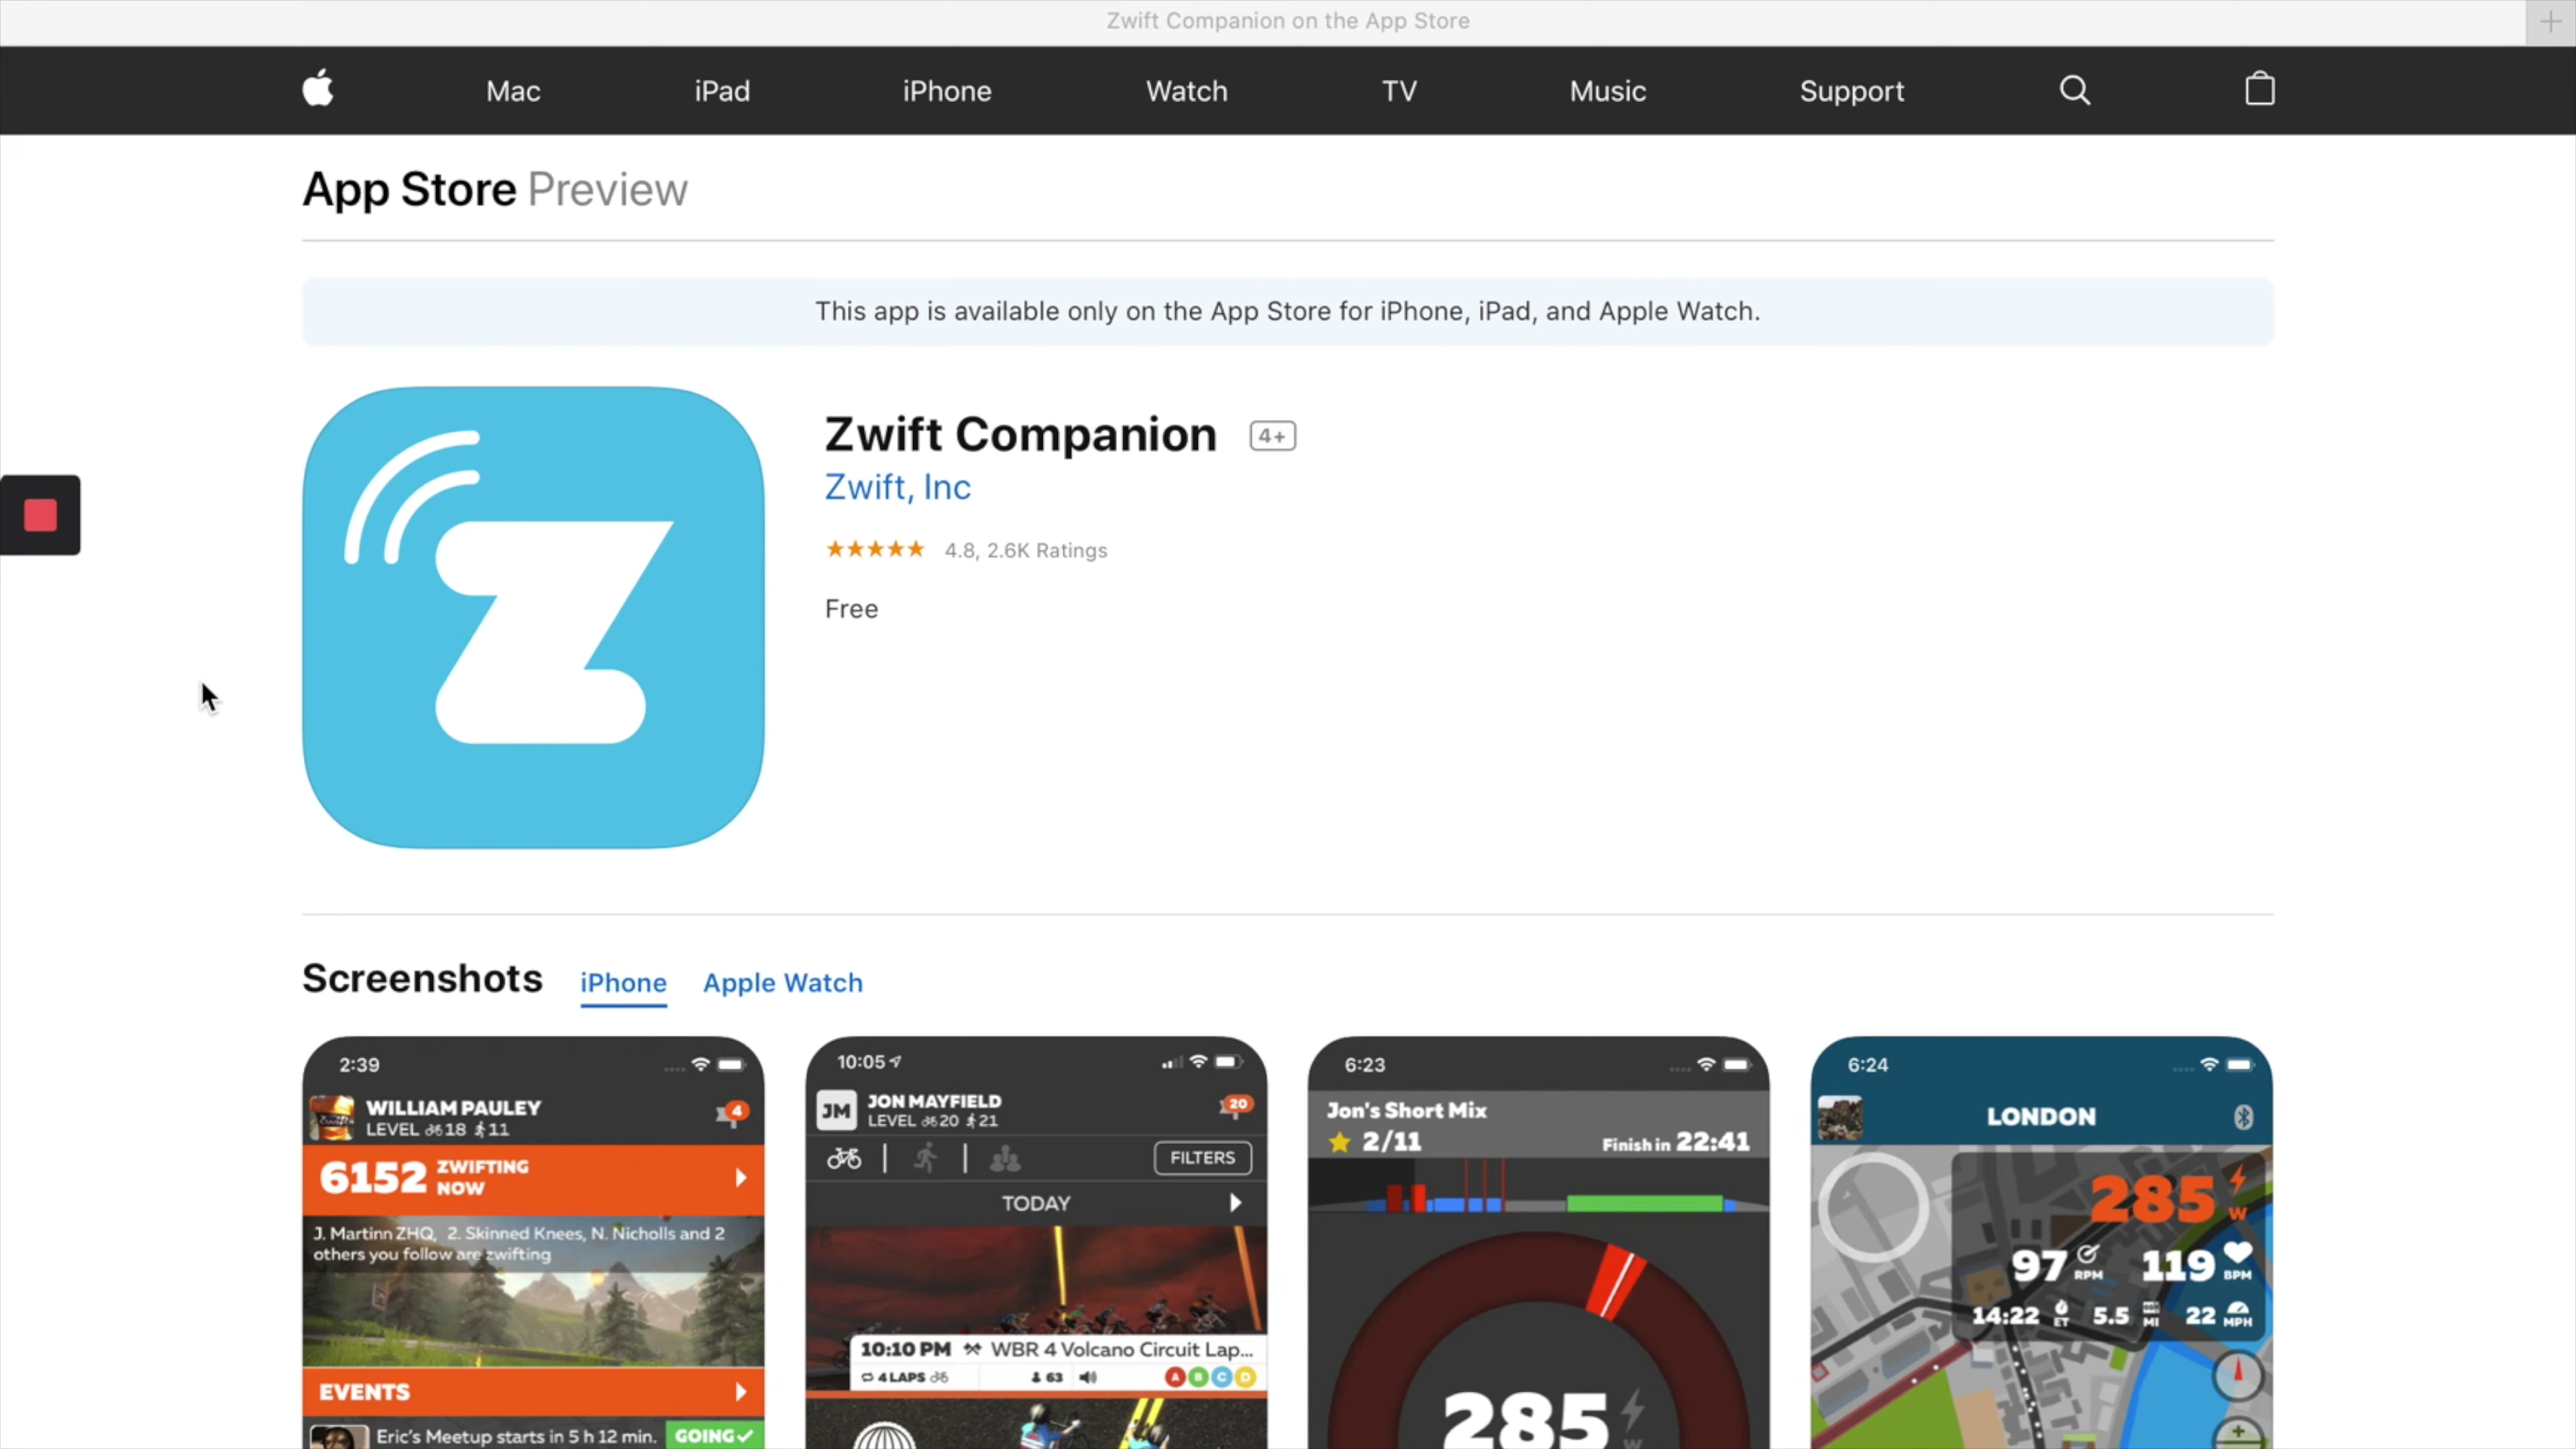 Zwift Companion on the App Store
Mac iPad iPhone Watch TV Music Support
App Store Preview
This app is available only on the App Store for iPhone, iPad, and Apple Watch.
Zwift Companion 4+
Zwift, Inc
4.8, 2.6K Ratings
Free
Screenshots iPhone Apple Watch
2:39
WILLIAM PAULEY
LEVEL 18 11
4
6152 ZWIFTING NOW
J. Martinn ZHQ, 2. Skinned Knees, N. Nicholls and 2
others you follow are zwifting
EVENTS
Eric's Meetup starts in 5 h 12 min. GOING
10:05
JM JON MAYFIELD
LEVEL 20 21
20
FILTERS
TODAY
10:10 PM WBR 4 Volcano Circuit Lap...
4 LAPS 63 A B C D
6:23
Jon's Short Mix
2/11 Finish in 22:41
285 W
6:24
LONDON
285 W
97 RPM 119 BPM
14:22 ET 5.5 MI 22 MPH